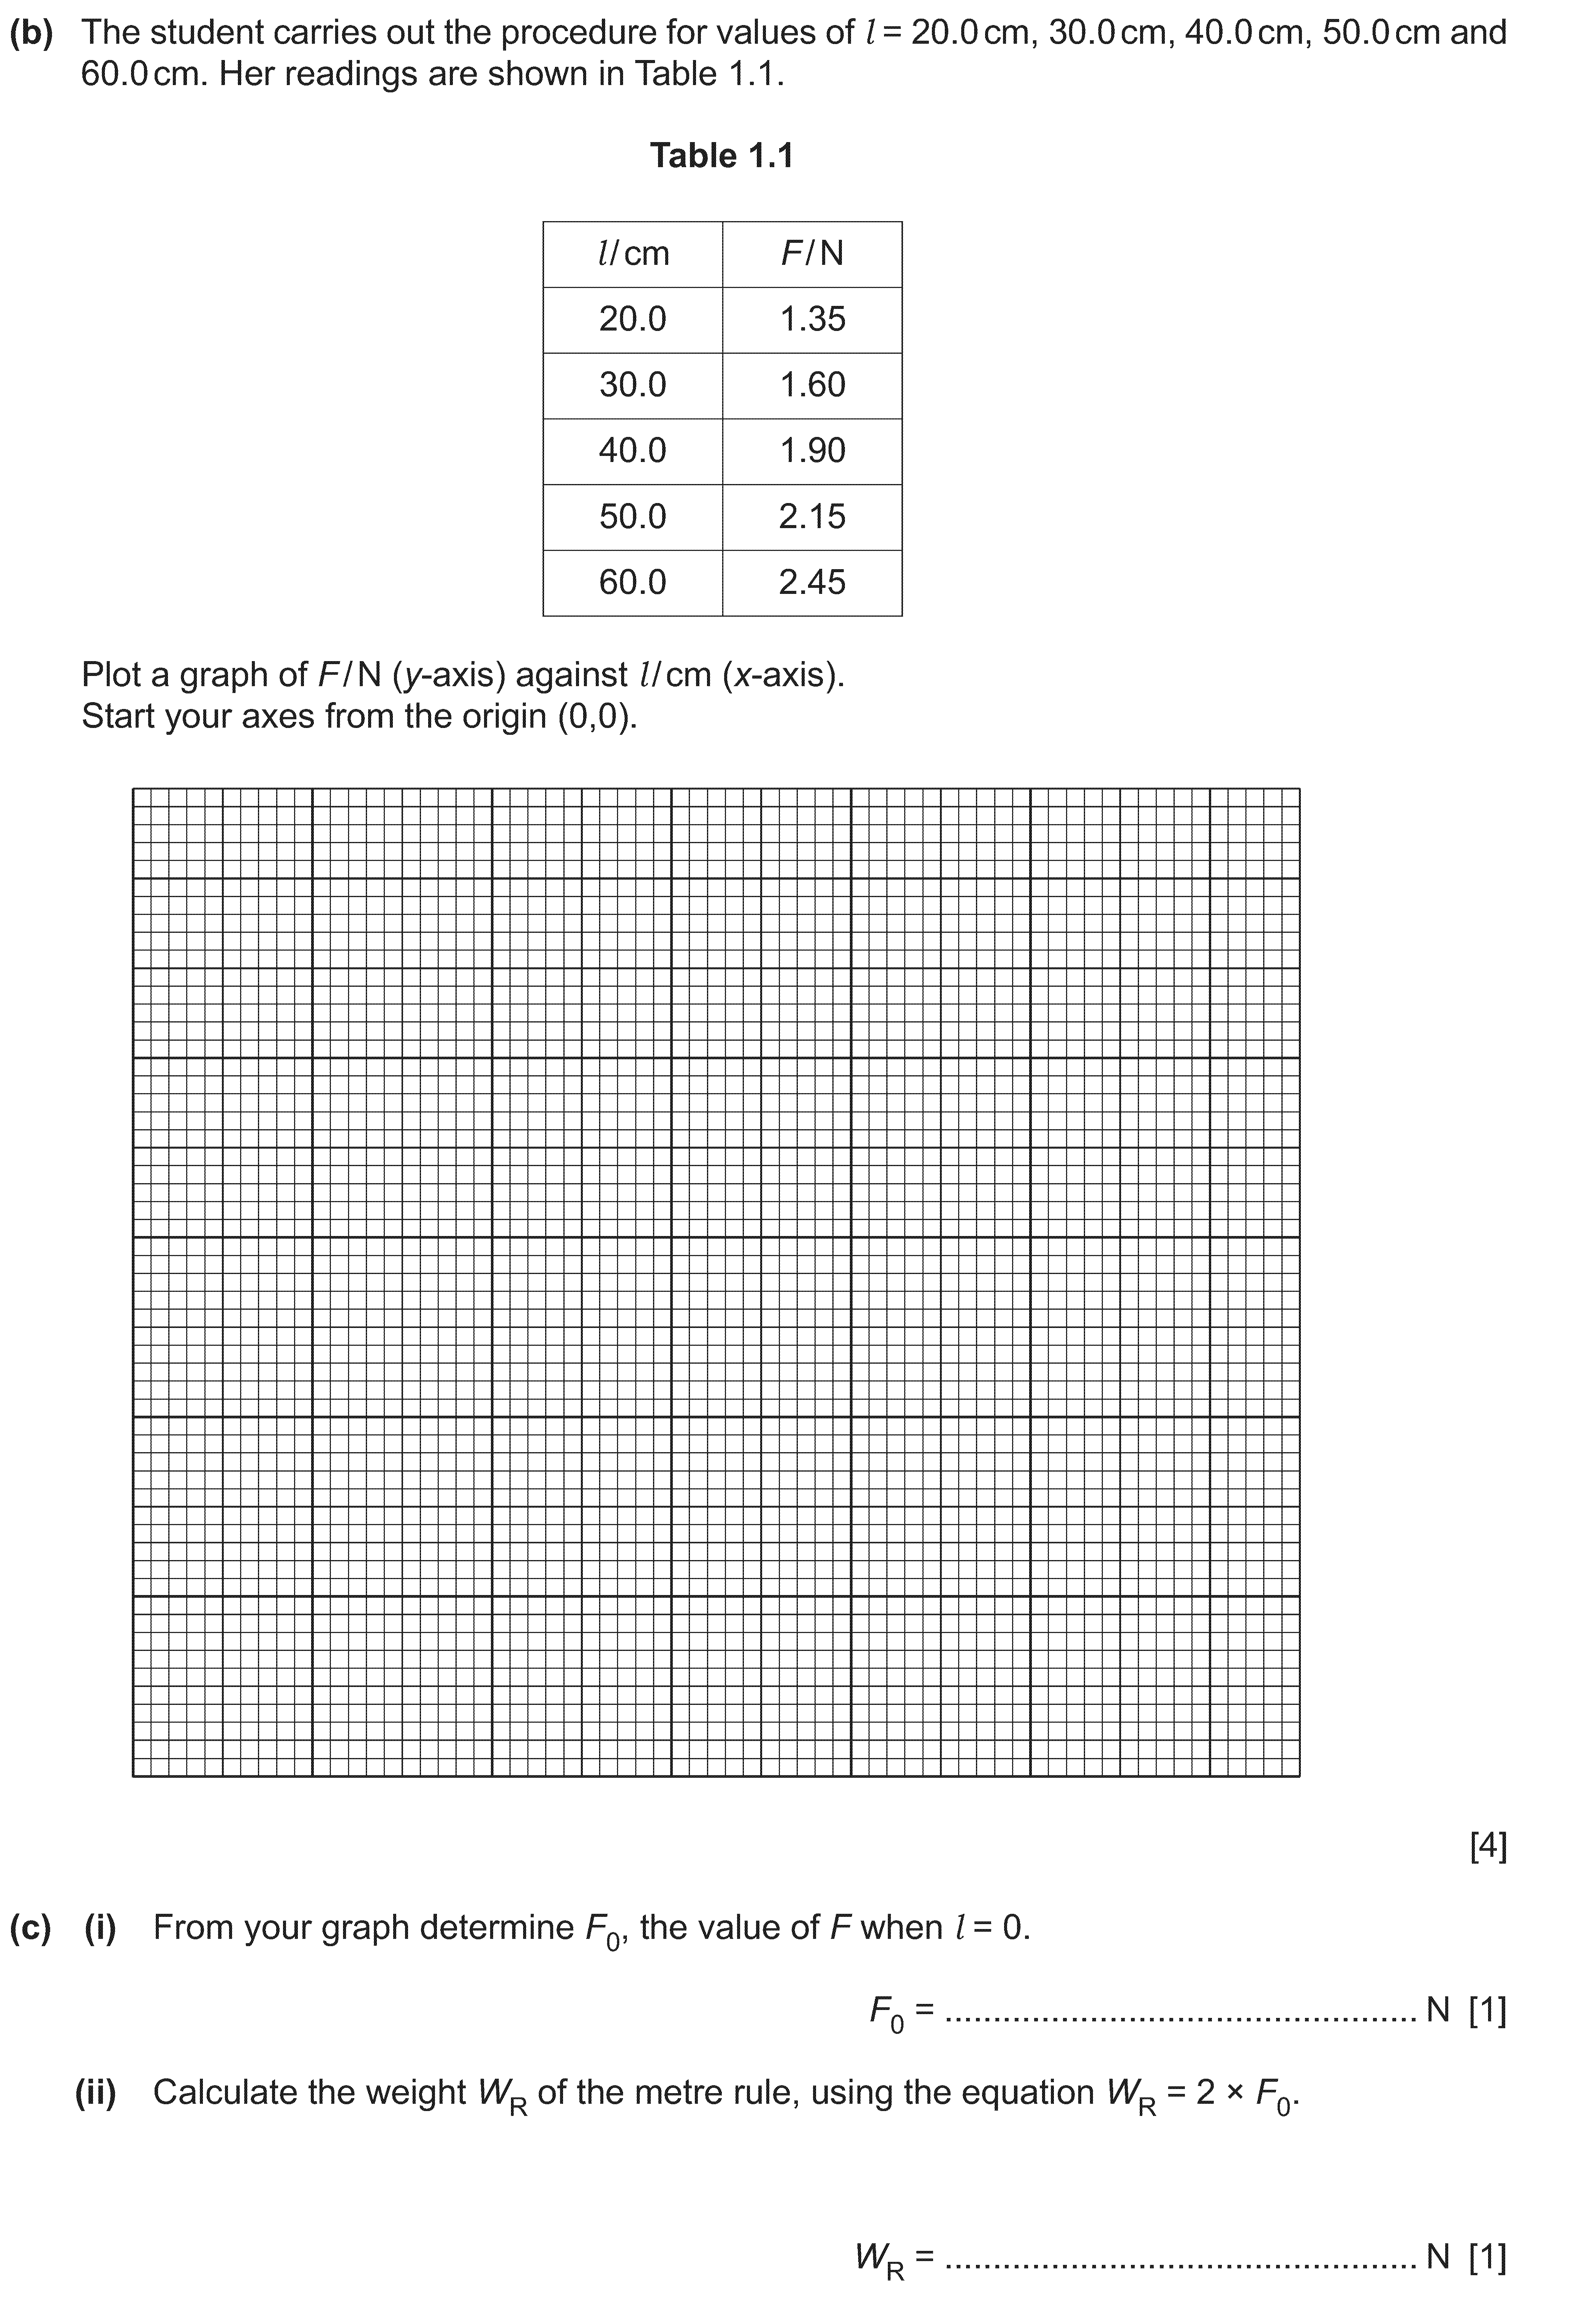 (b) The student carries out the procedure for values of l = 20.0 cm, 30.0 cm, 40.0 cm, 50.0 cm and
60.0 cm. Her readings are shown in Table 1.1.
Table 1.1
l / cm F / N
20.0 1.35
30.0 1.60
40.0 1.90
50.0 2.15
60.0 2.45
Plot a graph of F / N (y-axis) against l / cm (x-axis).
Start your axes from the origin (0,0).
[4]
(c) (i) From your graph determine F₀, the value of F when l = 0.
F₀ = ................................................. N [1]
(ii) Calculate the weight W_R of the metre rule, using the equation W_R = 2 × F₀.
W_R = ................................................. N [1]